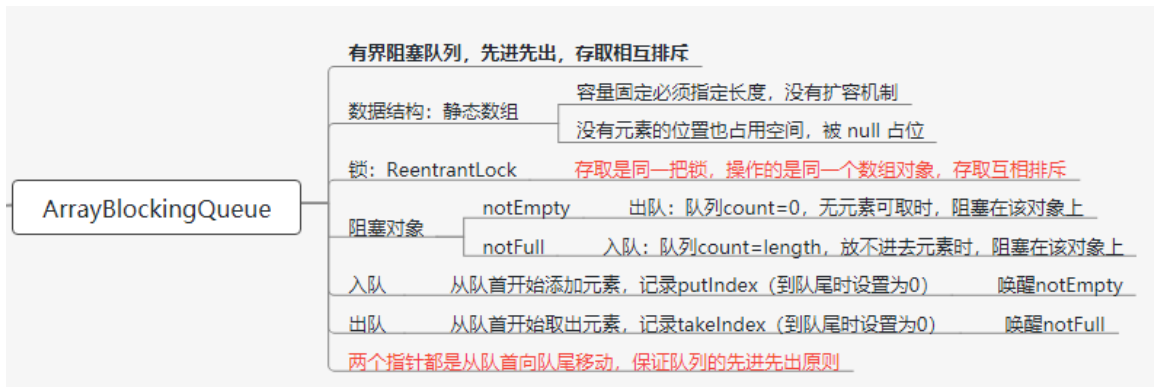 ArrayBlockingQueue
有界阻塞队列，先进先出，存取相互排斥
数据结构：静态数组
容量固定必须指定长度，没有扩容机制
没有元素的位置也占用空间，被 null 占位
锁：ReentrantLock 存取是同一把锁，操作的是同一个数组对象，存取互相排斥
阻塞对象
notEmpty 出队：队列count=0，无元素可取时，阻塞在该对象上
notFull 入队：队列count=length，放不进去元素时，阻塞在该对象上
入队 从队首开始添加元素，记录putIndex（到队尾时设置为0） 唤醒notEmpty
出队 从队首开始取出元素，记录takeIndex（到队尾时设置为0） 唤醒notFull
两个指针都是从队首向队尾移动，保证队列的先进先出原则